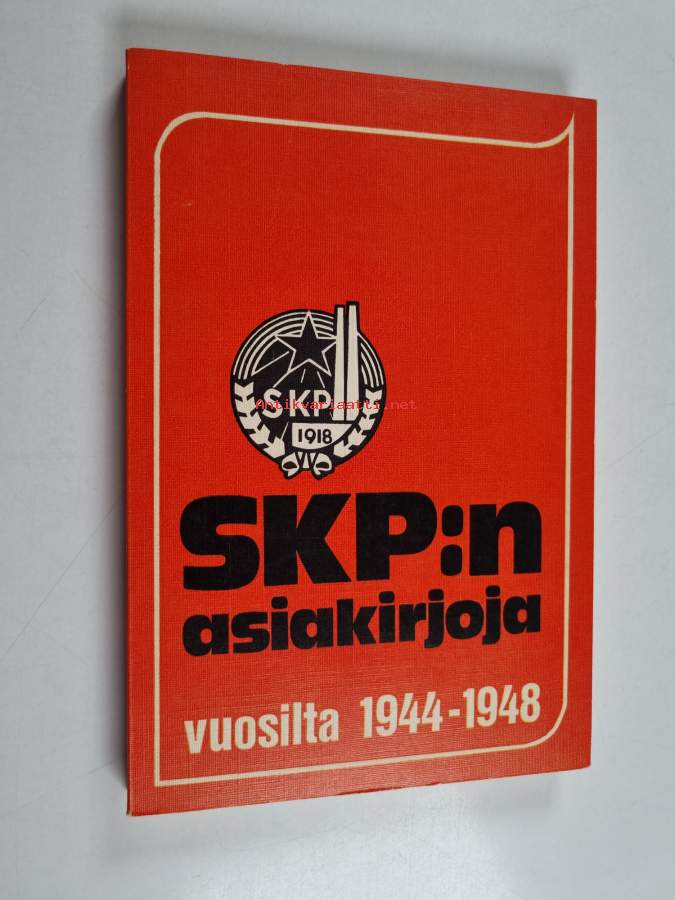 SKP
Antikvariaatti.net
1918
SKP:n
asiakirjoja
vuosilta 1944-1948